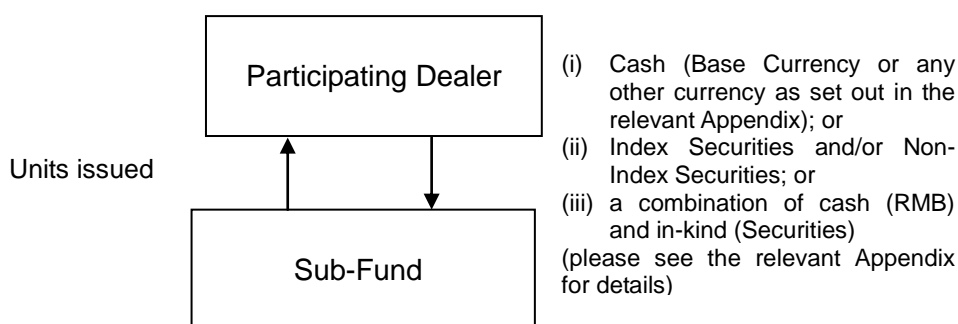 Participating Dealer
Units issued
Sub-Fund
(i) Cash (Base Currency or any
other currency as set out in the
relevant Appendix); or
(ii) Index Securities and/or Non-
Index Securities; or
(iii) a combination of cash (RMB)
and in-kind (Securities)
(please see the relevant Appendix
for details)